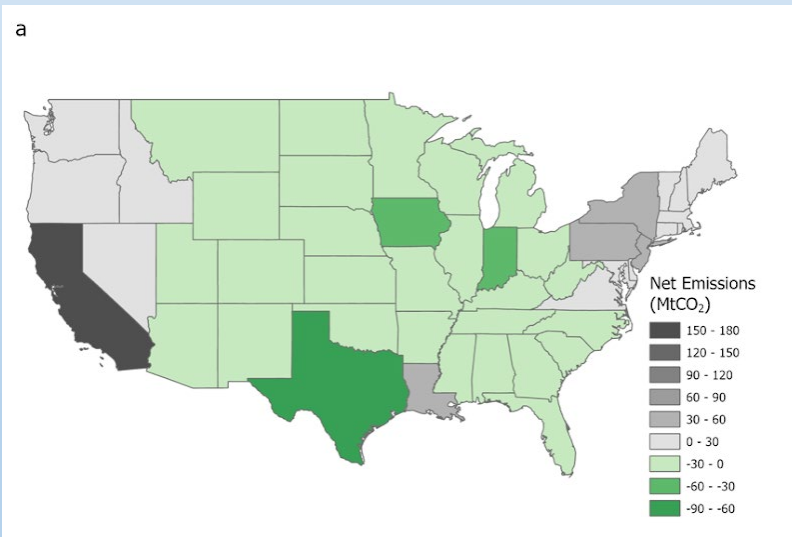 a
Net Emissions
(MtCO₂)
150 - 180
120 - 150
90 - 120
60 - 90
30 - 60
0 - 30
-30 - 0
-60 - -30
-90 - -60